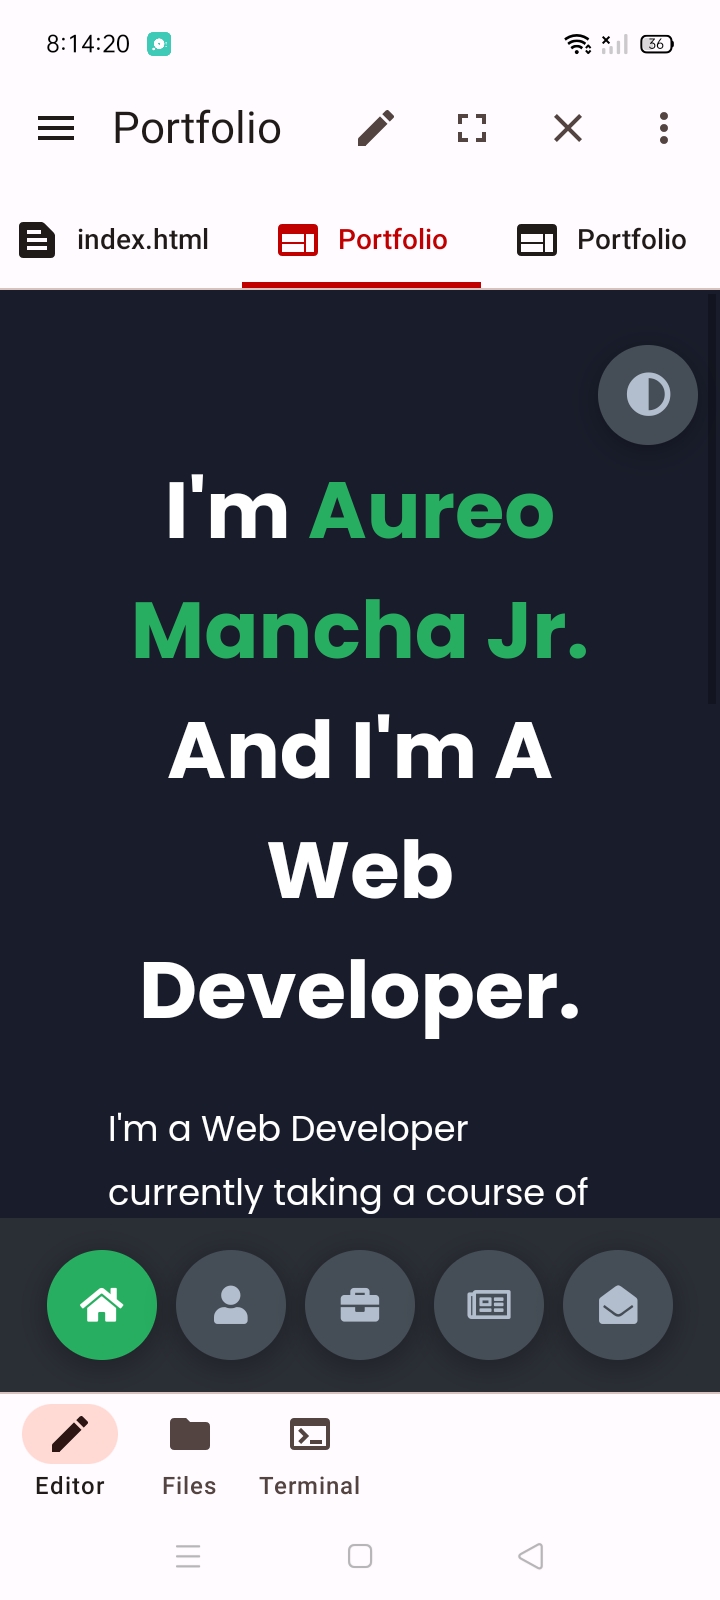 8:14:20
36
Portfolio
index.html
Portfolio
Portfolio
I'm Aureo
Mancha Jr.
And I'm A
Web
Developer.
I'm a Web Developer
currently taking a course of
Editor
Files
Terminal